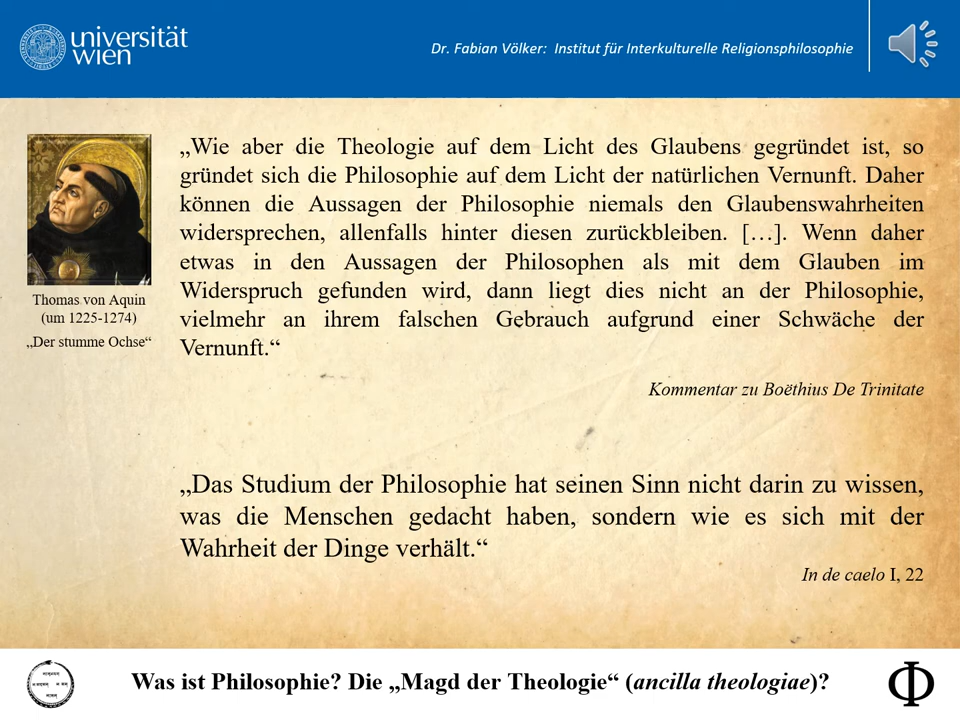 universität
wien
Dr. Fabian Völker: Institut für Interkulturelle Religionsphilosophie
„Wie aber die Theologie auf dem Licht des Glaubens gegründet ist, so
gründet sich die Philosophie auf dem Licht der natürlichen Vernunft. Daher
können die Aussagen der Philosophie niemals den Glaubenswahrheiten
widersprechen, allenfalls hinter diesen zurückbleiben. […]. Wenn daher
etwas in den Aussagen der Philosophen als mit dem Glauben im
Widerspruch gefunden wird, dann liegt dies nicht an der Philosophie,
vielmehr an ihrem falschen Gebrauch aufgrund einer Schwäche der
Vernunft.“
Kommentar zu Boëthius De Trinitate
Thomas von Aquin
(um 1225-1274)
„Der stumme Ochse“
„Das Studium der Philosophie hat seinen Sinn nicht darin zu wissen,
was die Menschen gedacht haben, sondern wie es sich mit der
Wahrheit der Dinge verhält.“
In de caelo I, 22
Was ist Philosophie? Die „Magd der Theologie“ (ancilla theologiae)?
Φ